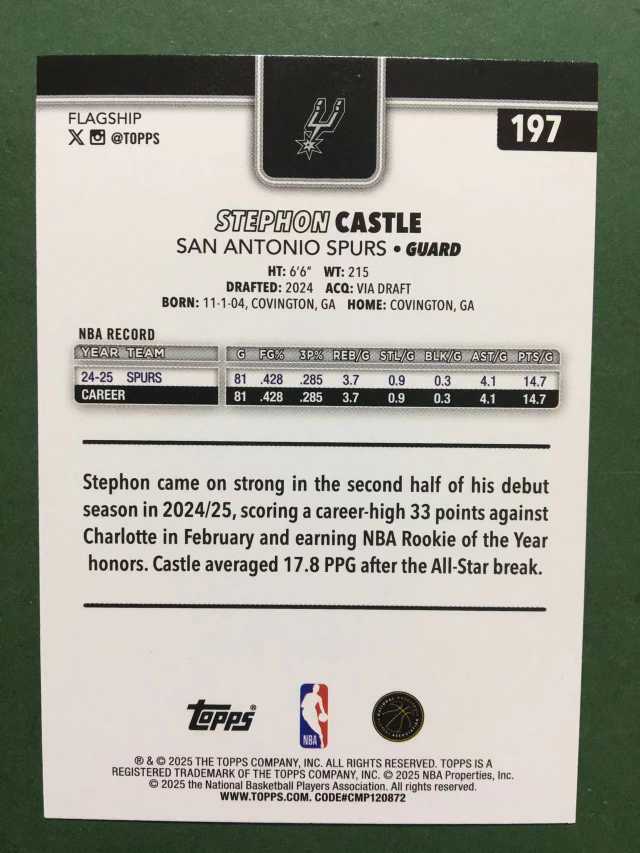 FLAGSHIP
197
@TOPPS
STEPHON CASTLE
SAN ANTONIO SPURS • GUARD
HT: 6'6" WT: 215
DRAFTED: 2024 ACQ: VIA DRAFT
BORN: 11-1-04, COVINGTON, GA HOME: COVINGTON, GA
NBA RECORD
YEAR TEAM G FG% 3P% REB/G STL/G BLK/G AST/G PTS/G
24-25 SPURS 81 .428 .285 3.7 0.9 0.3 4.1 14.7
CAREER 81 .428 .285 3.7 0.9 0.3 4.1 14.7
Stephon came on strong in the second half of his debut
season in 2024/25, scoring a career-high 33 points against
Charlotte in February and earning NBA Rookie of the Year
honors. Castle averaged 17.8 PPG after the All-Star break.
topps®
NBA
® & © 2025 THE TOPPS COMPANY, INC. ALL RIGHTS RESERVED. TOPPS IS A
REGISTERED TRADEMARK OF THE TOPPS COMPANY, INC. © 2025 NBA Properties, Inc.
© 2025 the National Basketball Players Association. All rights reserved.
WWW.TOPPS.COM. CODE#CMP120872